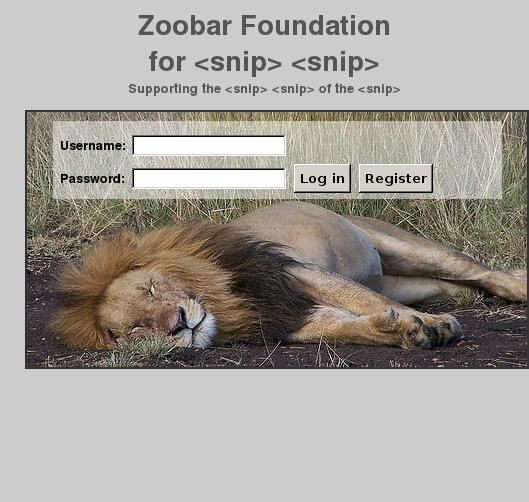 Zoobar Foundation
for <snip> <snip>
Supporting the <snip> <snip> of the <snip>
Username:
Password: Log in Register